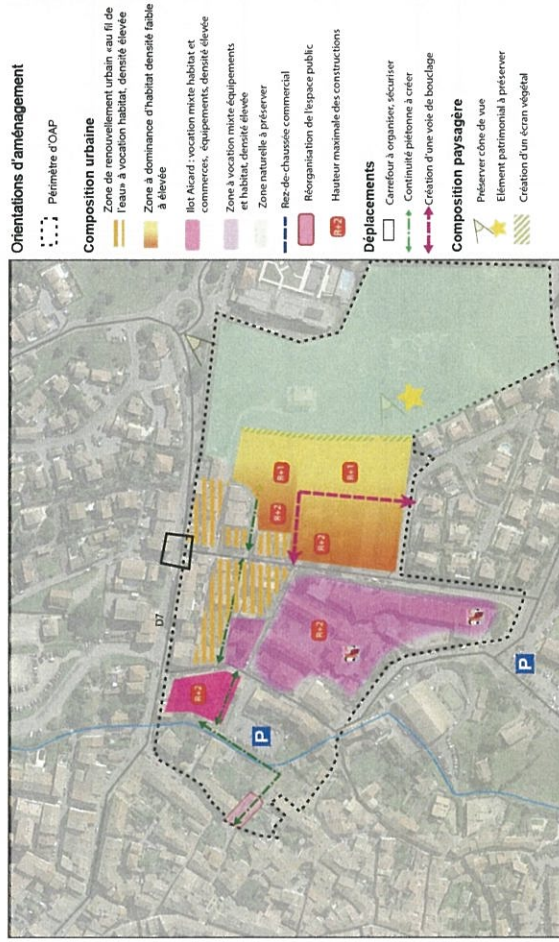 Orientations d'aménagement
Périmètre d'OAP
Composition urbaine
Zone de renouvellement urbain «au fil de
l'eau» à vocation habitat, densité élevée
Zone à dominance d'habitat densité faible
à élevée
Ilot Aicard : vocation mixte habitat et
commerces, équipements, densité élevée
Zone à vocation mixte équipements
et habitat, densité élevée
Zone naturelle à préserver
Rez-de-chaussée commercial
Réorganisation de l'espace public
R+2
Hauteur maximale des constructions
Déplacements
Carrefour à organiser, sécuriser
Continuité piétonne à créer
Création d'une voie de bouclage
Composition paysagère
Préserver cône de vue
Elément patrimonial à préserver
Création d'un écran végétal
D7
R+2
R+2
R+2
R+2
R+1
R+1
P
P